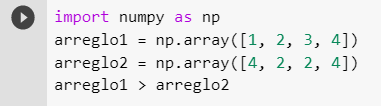 import numpy as np
arreglo1 = np.array([1, 2, 3, 4])
arreglo2 = np.array([4, 2, 2, 4])
arreglo1 > arreglo2